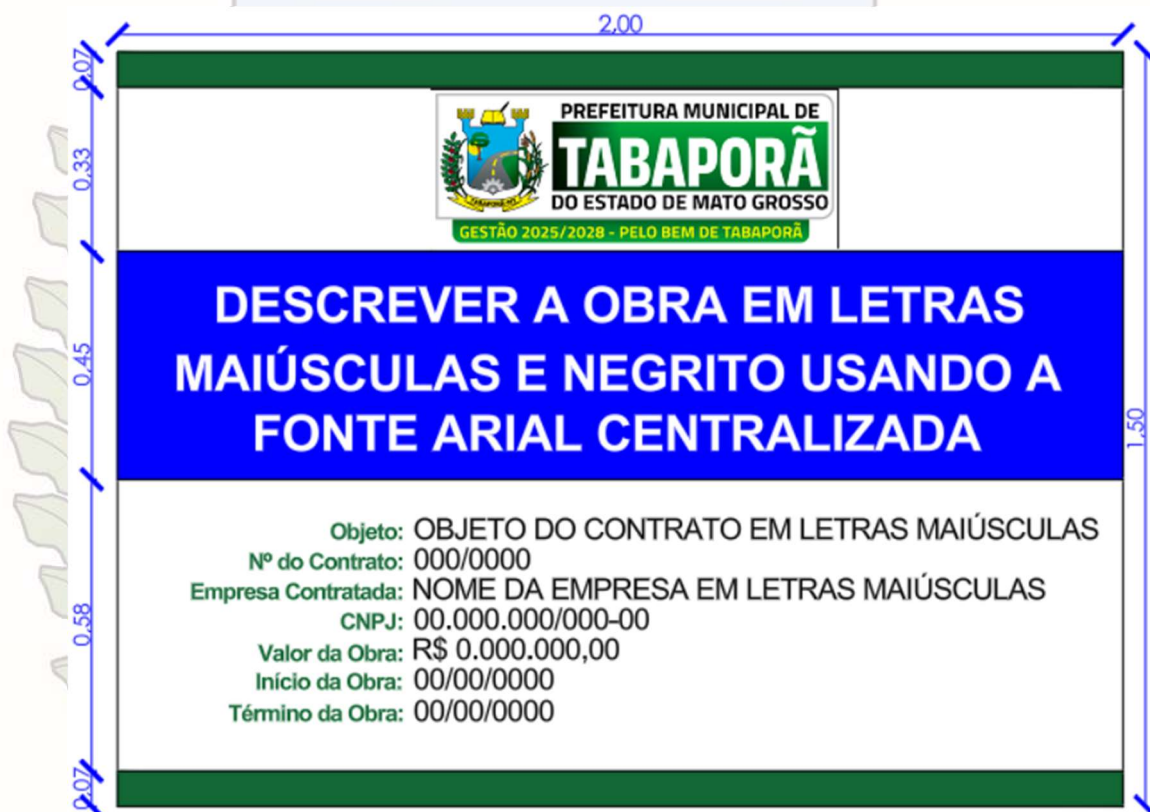 2,00
0,07
PREFEITURA MUNICIPAL DE
TABAPORÃ
DO ESTADO DE MATO GROSSO
GESTÃO 2025/2028 - PELO BEM DE TABAPORÃ
0,33
DESCREVER A OBRA EM LETRAS
MAIÚSCULAS E NEGRITO USANDO A
FONTE ARIAL CENTRALIZADA
0,45
1,50
Objeto: OBJETO DO CONTRATO EM LETRAS MAIÚSCULAS
Nº do Contrato: 000/0000
Empresa Contratada: NOME DA EMPRESA EM LETRAS MAIÚSCULAS
CNPJ: 00.000.000/000-00
Valor da Obra: R$ 0.000.000,00
Início da Obra: 00/00/0000
Término da Obra: 00/00/0000
0,58
0,07